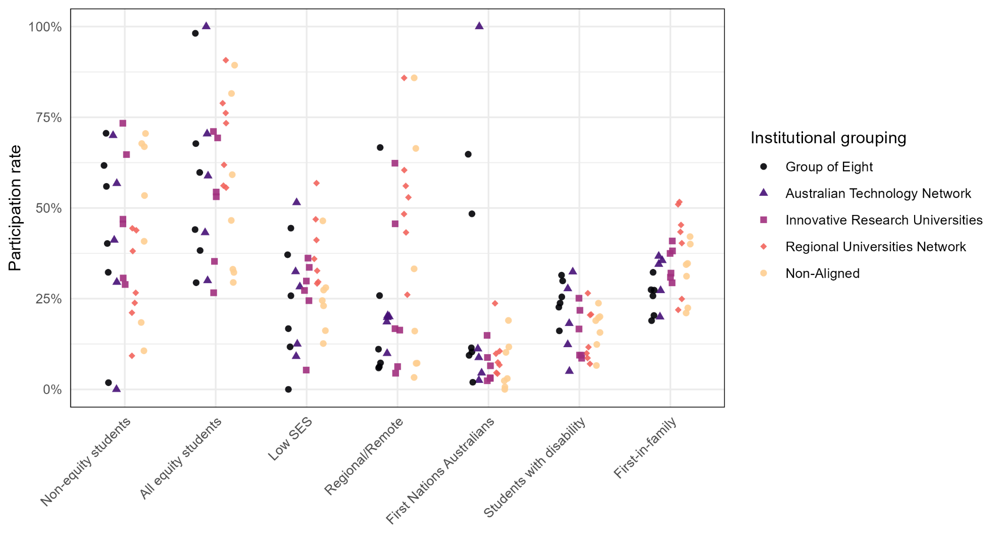 Participation rate
100%
75%
50%
25%
0%
Non-equity students
All equity students
Low SES
Regional/Remote
First Nations Australians
Students with disability
First-in-family
Institutional grouping
Group of Eight
Australian Technology Network
Innovative Research Universities
Regional Universities Network
Non-Aligned